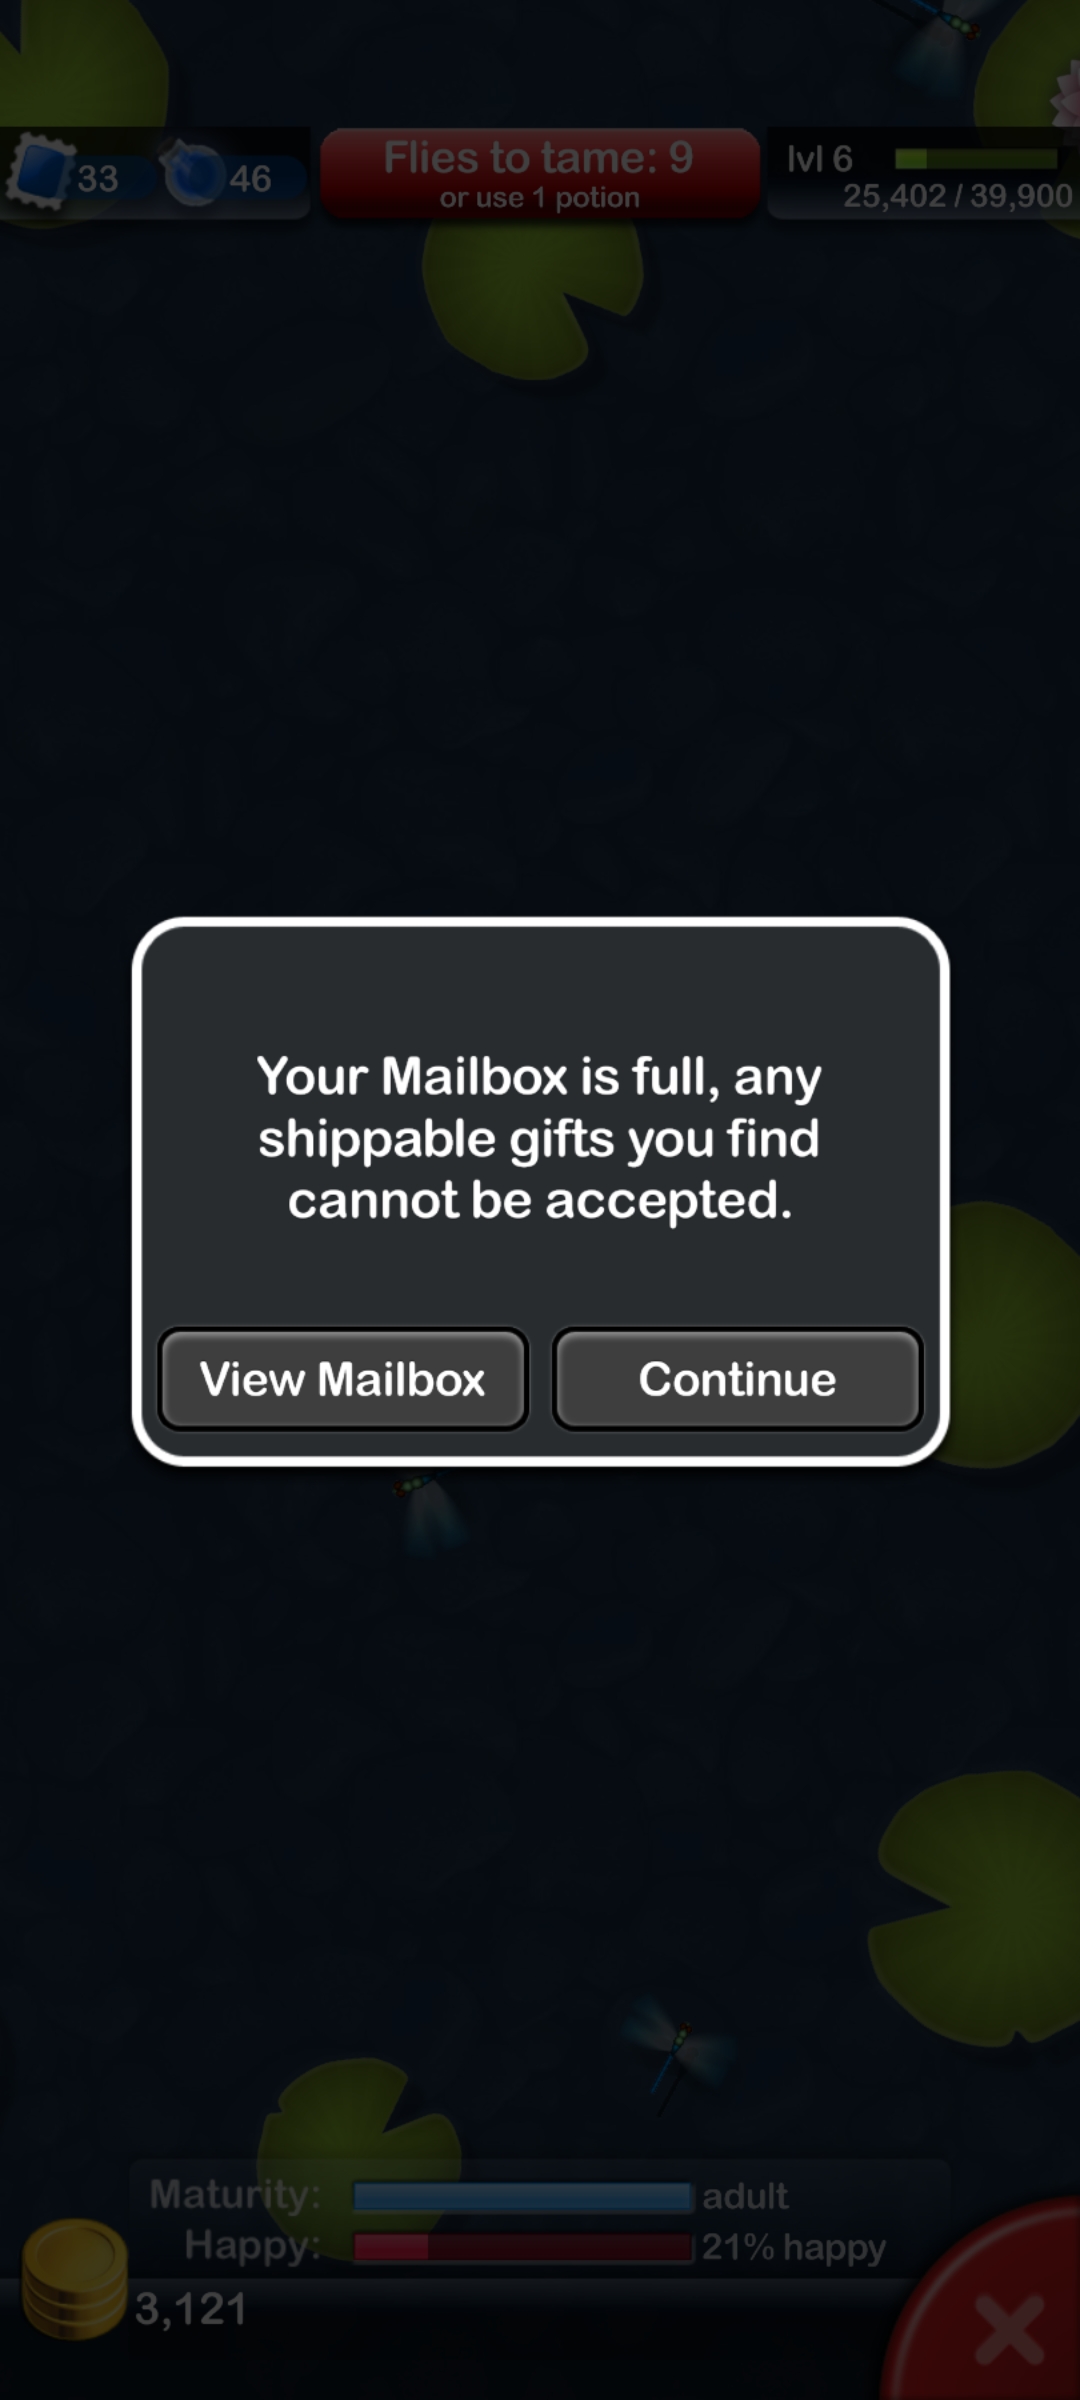 33
46
Flies to tame: 9
or use 1 potion
lvl 6
25,402 / 39,900
Your Mailbox is full, any
shippable gifts you find
cannot be accepted.
View Mailbox
Continue
Maturity:
adult
Happy:
21% happy
3,121